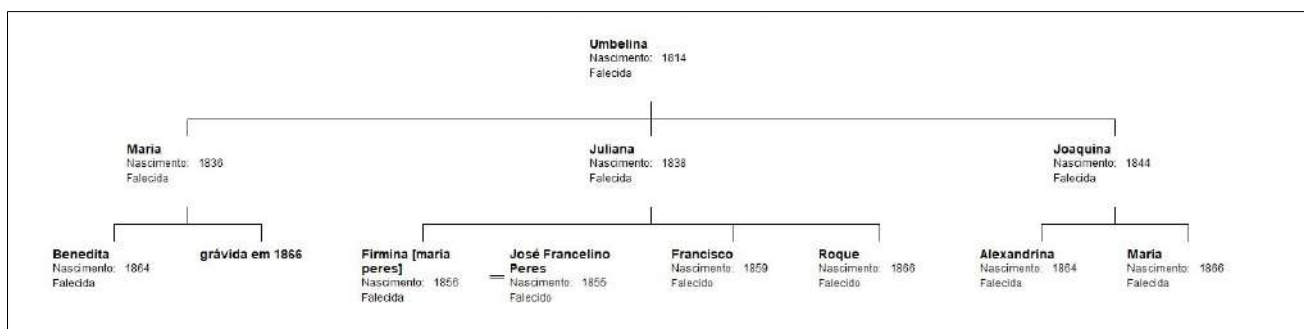 Umbelina
Nascimento: 1814
Falecida
Maria
Nascimento: 1836
Falecida
Juliana
Nascimento: 1838
Falecida
Joaquina
Nascimento: 1844
Falecida
Benedita
Nascimento: 1864
Falecida
grávida em 1866
Firmina [maria
peres]
Nascimento: 1856
Falecida
José Francelino
Peres
Nascimento: 1855
Falecido
Francisco
Nascimento: 1859
Falecido
Roque
Nascimento: 1866
Falecido
Alexandrina
Nascimento: 1864
Falecida
Maria
Nascimento: 1866
Falecida